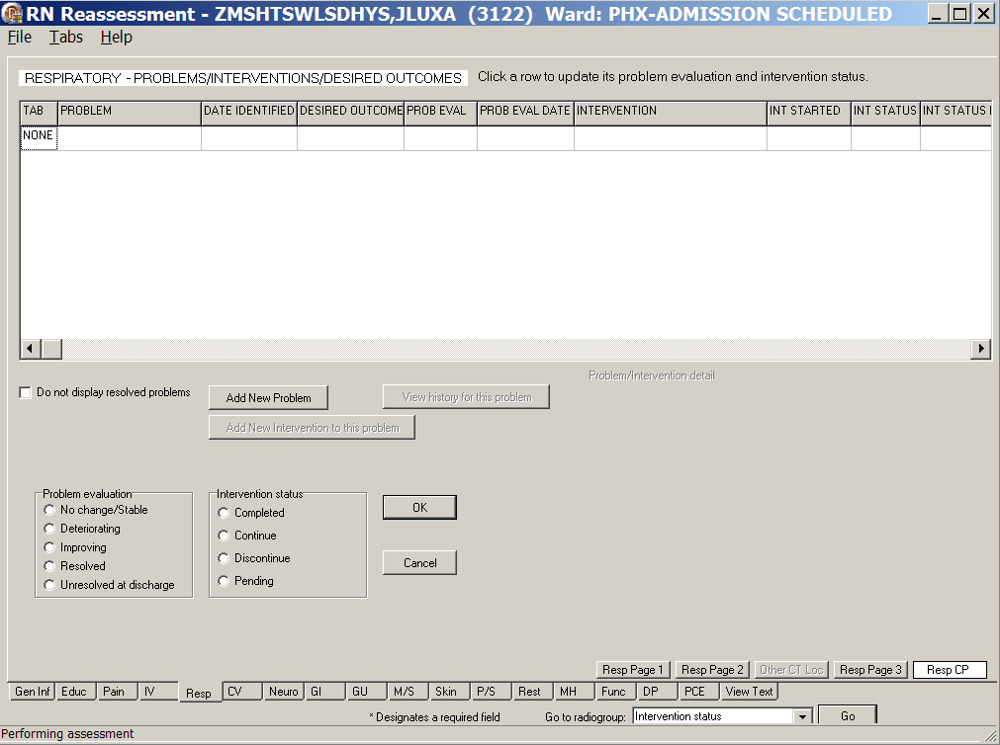 RN Reassessment - ZMSHTSWLSDHYS,JLUXA (3122) Ward: PHX-ADMISSION SCHEDULED
File Tabs Help
RESPIRATORY - PROBLEMS/INTERVENTIONS/DESIRED OUTCOMES Click a row to update its problem evaluation and intervention status.
TAB PROBLEM DATE IDENTIFIED DESIRED OUTCOME PROB EVAL PROB EVAL DATE INTERVENTION INT STARTED INT STATUS INT STATUS
NONE
Problem/Intervention detail
Do not display resolved problems Add New Problem View history for this problem
Add New Intervention to this problem
Problem evaluation
No change/Stable
Deteriorating
Improving
Resolved
Unresolved at discharge
Intervention status
Completed
Continue
Discontinue
Pending
OK
Cancel
Resp Page 1 Resp Page 2 Other CT Loc Resp Page 3 Resp CP
Gen Inf Educ Pain IV Resp CV Neuro GI GU M/S Skin P/S Rest MH Func DP PCE View Text
* Designates a required field Go to radiogroup: Intervention status Go
Performing assessment